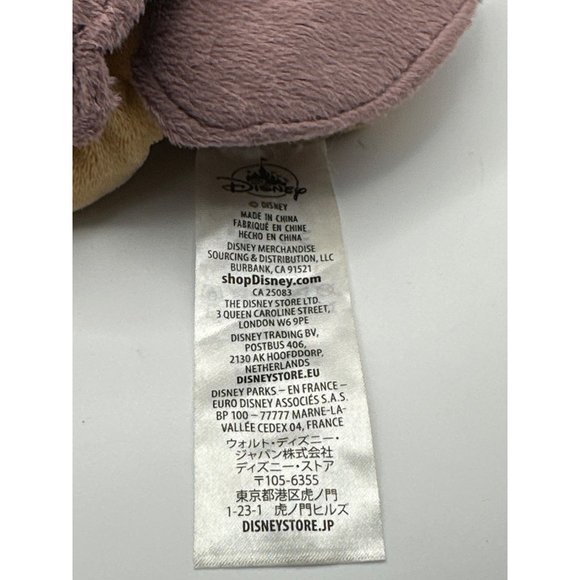 Disney
© DISNEY
MADE IN CHINA
FABRIQUÉ EN CHINE
HECHO EN CHINA
DISNEY MERCHANDISE
SOURCING & DISTRIBUTION, LLC
BURBANK, CA 91521
shopDisney.com
CA 25083
THE DISNEY STORE LTD.
3 QUEEN CAROLINE STREET,
LONDON W6 9PE
DISNEY TRADING BV,
POSTBUS 406,
2130 AK HOOFDDORP,
NETHERLANDS
DISNEYSTORE.EU
DISNEY PARKS – EN FRANCE –
EURO DISNEY ASSOCIÉS S.A.S.
BP 100 – 77777 MARNE-LA-
VALLÉE CEDEX 04, FRANCE
ウォルト・ディズニー・
ジャパン株式会社
ディズニー・ストア
〒105-6355
東京都港区虎ノ門
1-23-1 虎ノ門ヒルズ
DISNEYSTORE.JP